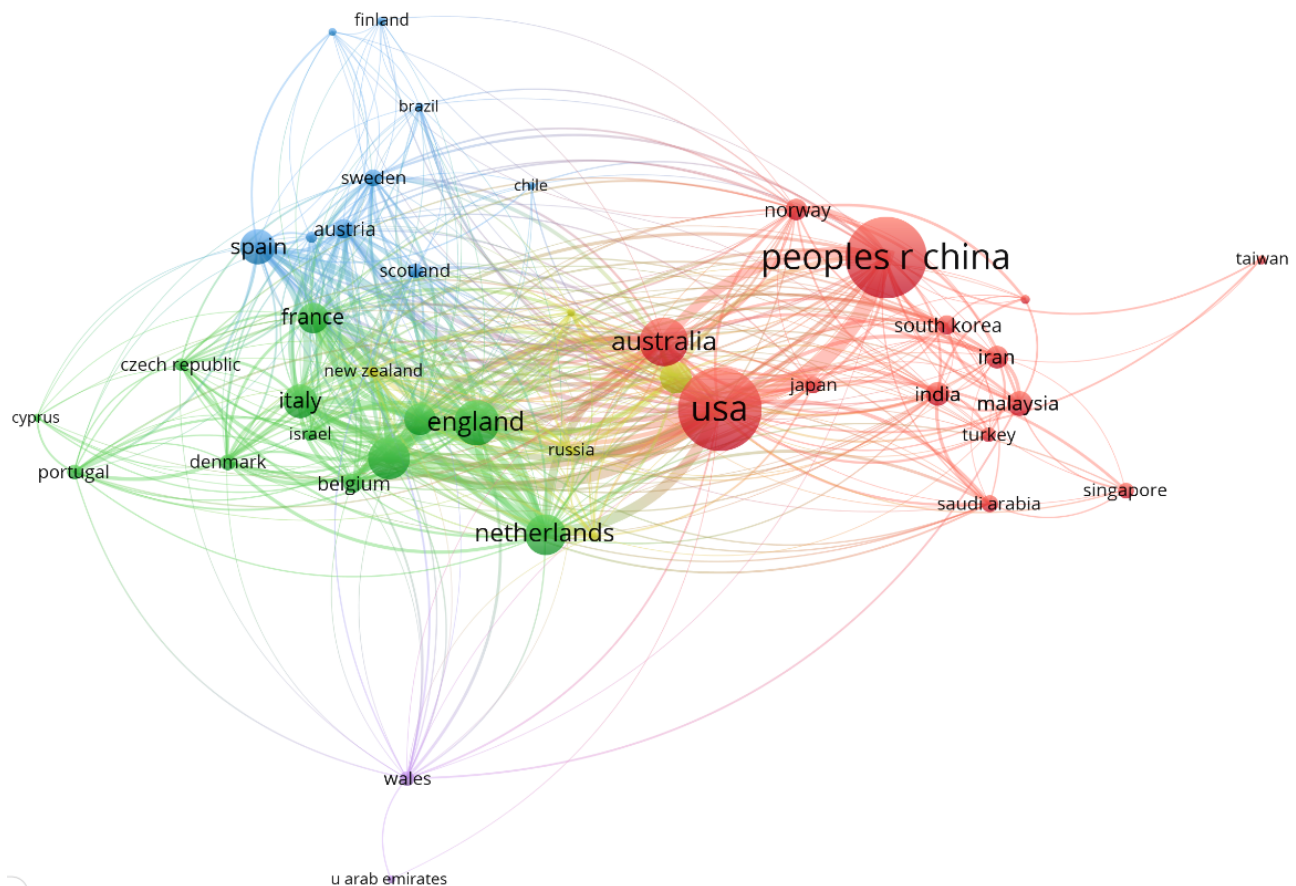 finland
brazil
sweden
chile
norway
austria
spain
peoples r china
taiwan
scotland
france
south korea
australia
iran
czech republic
new zealand
japan
india
italy
malaysia
usa
cyprus
england
israel
turkey
russia
denmark
portugal
belgium
singapore
saudi arabia
netherlands
wales
u arab emirates